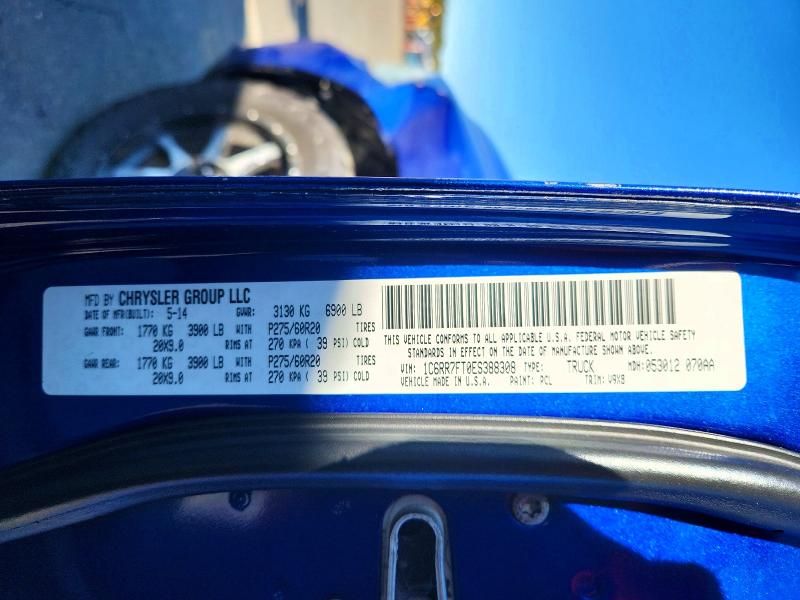 MFD BY CHRYSLER GROUP LLC
DATE OF MFR(BUILT): 5-14 GVWR: 3130 KG 6900 LB
GAWR FRONT: 1770 KG 3900 LB WITH P275/60R20 TIRES
20X9.0 RIMS AT 270 KPA ( 39 PSI) COLD
GAWR REAR: 1770 KG 3900 LB WITH P275/60R20 TIRES
20X9.0 RIMS AT 270 KPA ( 39 PSI) COLD
THIS VEHICLE CONFORMS TO ALL APPLICABLE U.S.A. FEDERAL MOTOR VEHICLE SAFETY
STANDARDS IN EFFECT ON THE DATE OF MANUFACTURE SHOWN ABOVE.
VIN: 1C6RR7FT0ES388308 TYPE: TRUCK MDH: 053012 070AA
VEHICLE MADE IN U.S.A. PAINT: PCL TRIM: V9X8